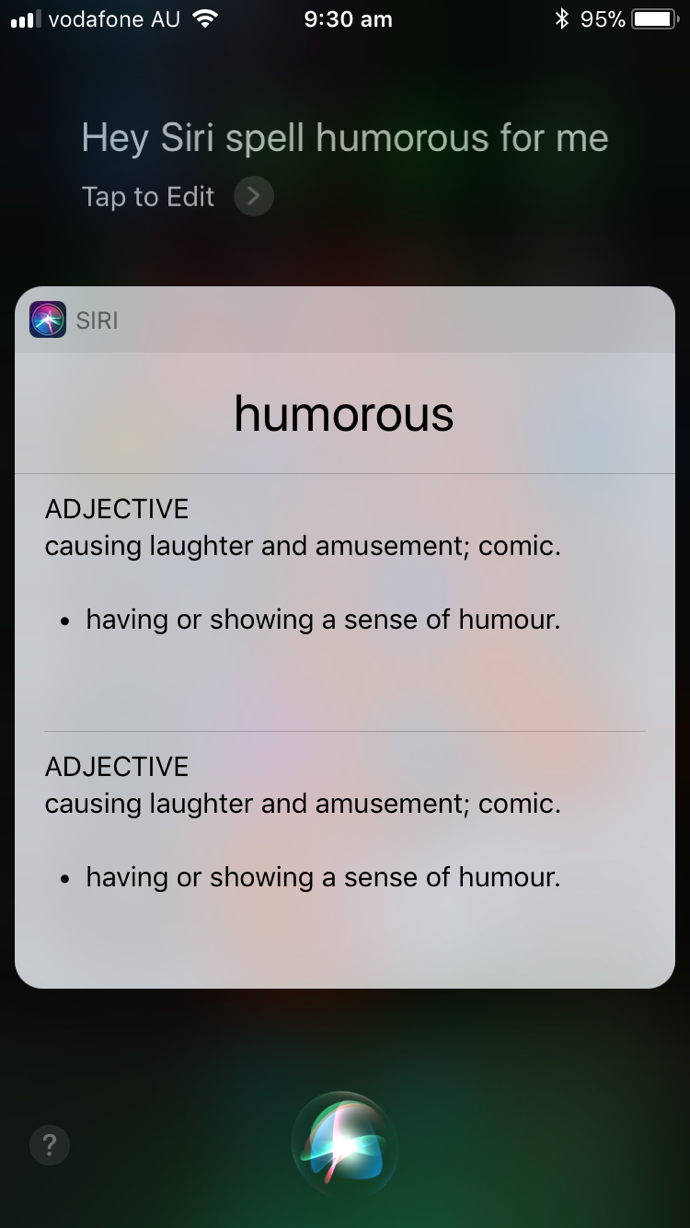 vodafone AU 9:30 am 95%
Hey Siri spell humorous for me
Tap to Edit
SIRI
humorous
ADJECTIVE
causing laughter and amusement; comic.
• having or showing a sense of humour.
ADJECTIVE
causing laughter and amusement; comic.
• having or showing a sense of humour.
?